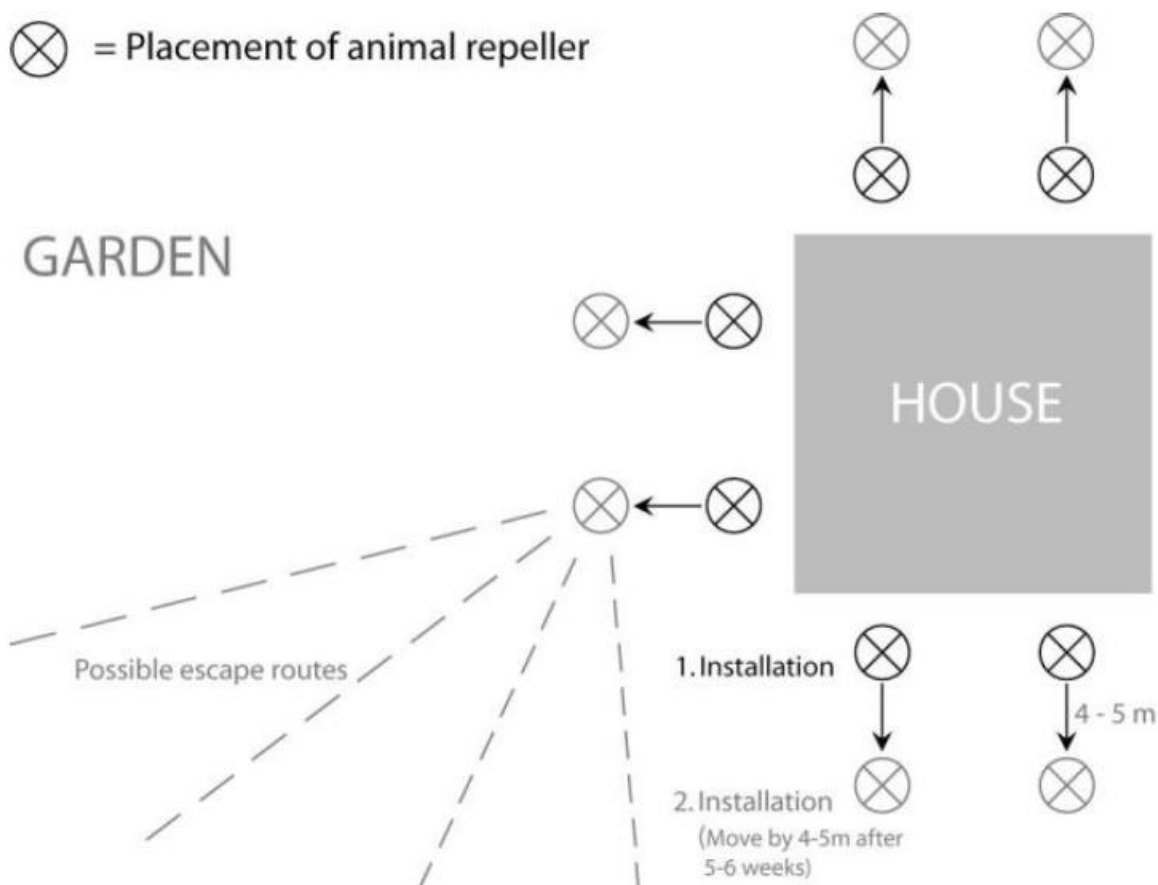 = Placement of animal repeller
GARDEN
HOUSE
Possible escape routes
1. Installation
4 - 5 m
2. Installation
(Move by 4-5m after
5-6 weeks)